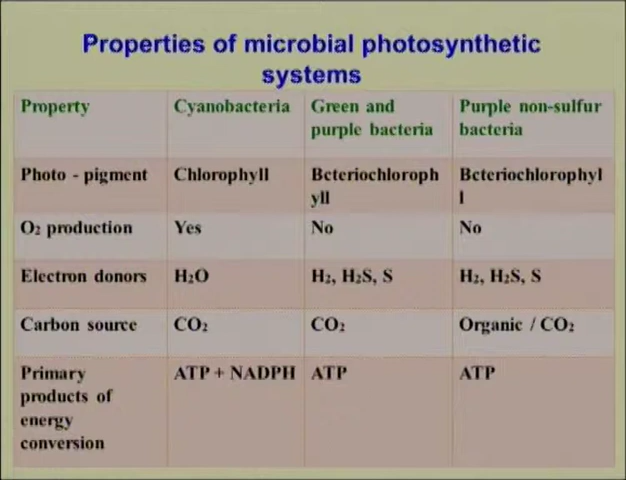 Properties of microbial photosynthetic
systems
Property Cyanobacteria Green and Purple non-sulfur
purple bacteria bacteria
Photo - pigment Chlorophyll Bcteriochloroph Bcteriochlorophyl
yll l
O₂ production Yes No No
Electron donors H₂O H₂, H₂S, S H₂, H₂S, S
Carbon source CO₂ CO₂ Organic / CO₂
Primary ATP + NADPH ATP ATP
products of
energy
conversion